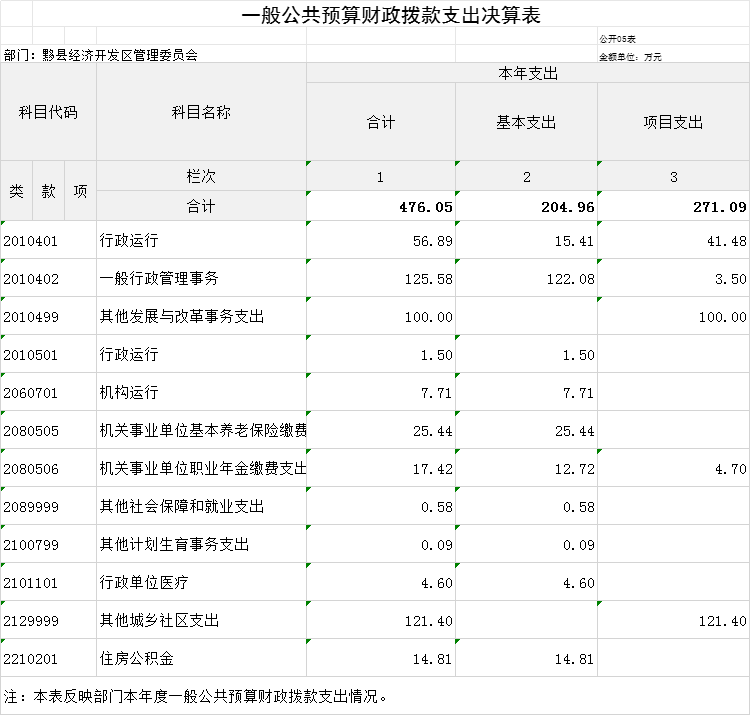 一般公共预算财政拨款支出决算表
公开05表
部门：黟县经济开发区管理委员会 金额单位：万元
科目代码 科目名称 本年支出
合计 基本支出 项目支出
类 款 项 栏次 1 2 3
合计 476.05 204.96 271.09
2010401 行政运行 56.89 15.41 41.48
2010402 一般行政管理事务 125.58 122.08 3.50
2010499 其他发展与改革事务支出 100.00 100.00
2010501 行政运行 1.50 1.50
2060701 机构运行 7.71 7.71
2080505 机关事业单位基本养老保险缴费 25.44 25.44
2080506 机关事业单位职业年金缴费支出 17.42 12.72 4.70
2089999 其他社会保障和就业支出 0.58 0.58
2100799 其他计划生育事务支出 0.09 0.09
2101101 行政单位医疗 4.60 4.60
2129999 其他城乡社区支出 121.40 121.40
2210201 住房公积金 14.81 14.81
注：本表反映部门本年度一般公共预算财政拨款支出情况。